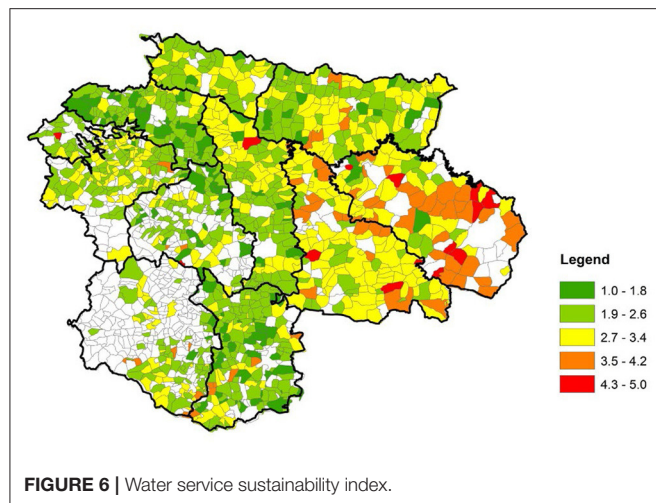 Legend
1.0 - 1.8
1.9 - 2.6
2.7 - 3.4
3.5 - 4.2
4.3 - 5.0
FIGURE 6 | Water service sustainability index.